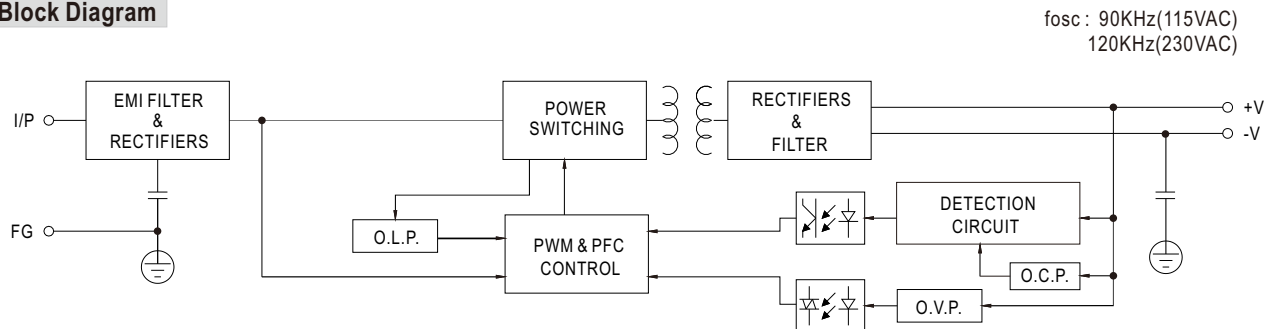 Block Diagram
fosc : 90KHz(115VAC)
120KHz(230VAC)
I/P
EMI FILTER
&
RECTIFIERS
POWER
SWITCHING
RECTIFIERS
&
FILTER
+V
-V
FG
O.L.P.
PWM & PFC
CONTROL
DETECTION
CIRCUIT
O.C.P.
O.V.P.